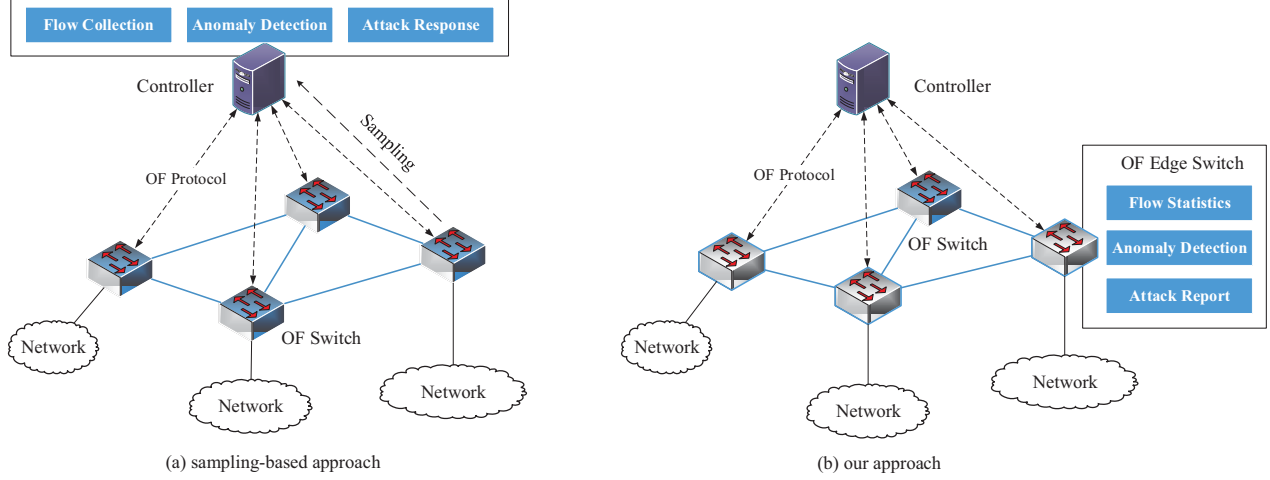 Flow Collection
Anomaly Detection
Attack Response
Controller
Sampling
OF Protocol
OF Switch
Network
Network
Network
(a) sampling-based approach
Controller
OF Protocol
OF Switch
OF Edge Switch
Flow Statistics
Anomaly Detection
Attack Report
Network
Network
Network
(b) our approach